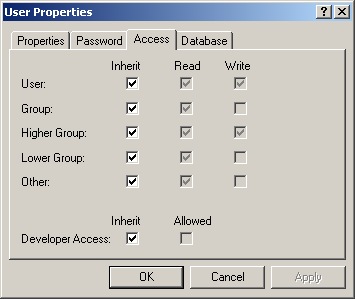 User Properties
Properties Password Access Database
Inherit Read Write
User:
Group:
Higher Group:
Lower Group:
Other:
Inherit Allowed
Developer Access:
OK Cancel Apply